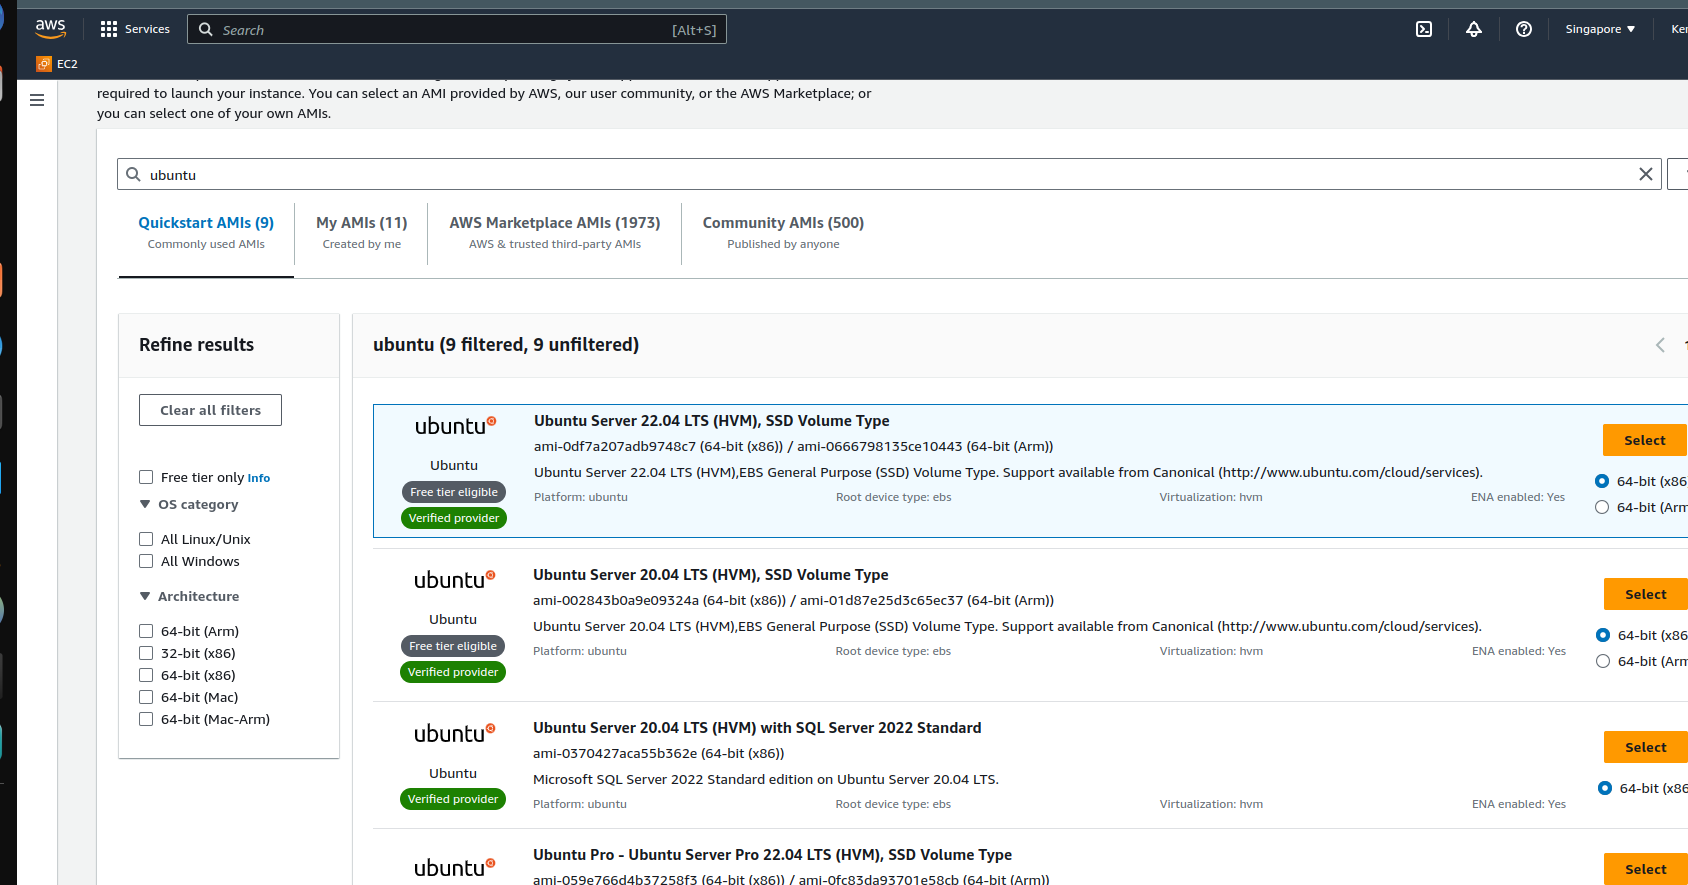 aws
Services
Search
[Alt+S]
Singapore
EC2
required to launch your instance. You can select an AMI provided by AWS, our user community, or the AWS Marketplace; or
you can select one of your own AMIs.
ubuntu
Quickstart AMIs (9)
Commonly used AMIs
My AMIs (11)
Created by me
AWS Marketplace AMIs (1973)
AWS & trusted third-party AMIs
Community AMIs (500)
Published by anyone
Refine results
Clear all filters
Free tier only Info
OS category
All Linux/Unix
All Windows
Architecture
64-bit (Arm)
32-bit (x86)
64-bit (x86)
64-bit (Mac)
64-bit (Mac-Arm)
ubuntu (9 filtered, 9 unfiltered)
ubuntu
Ubuntu
Free tier eligible
Verified provider
Ubuntu Server 22.04 LTS (HVM), SSD Volume Type
ami-0df7a207adb9748c7 (64-bit (x86)) / ami-0666798135ce10443 (64-bit (Arm))
Ubuntu Server 22.04 LTS (HVM),EBS General Purpose (SSD) Volume Type. Support available from Canonical (http://www.ubuntu.com/cloud/services).
Platform: ubuntu
Root device type: ebs
Virtualization: hvm
ENA enabled: Yes
Select
64-bit (x86
64-bit (Arm
ubuntu
Ubuntu
Free tier eligible
Verified provider
Ubuntu Server 20.04 LTS (HVM), SSD Volume Type
ami-002843b0a9e09324a (64-bit (x86)) / ami-01d87e25d3c65ec37 (64-bit (Arm))
Ubuntu Server 20.04 LTS (HVM),EBS General Purpose (SSD) Volume Type. Support available from Canonical (http://www.ubuntu.com/cloud/services).
Platform: ubuntu
Root device type: ebs
Virtualization: hvm
ENA enabled: Yes
Select
64-bit (x86
64-bit (Arm
ubuntu
Ubuntu
Verified provider
Ubuntu Server 20.04 LTS (HVM) with SQL Server 2022 Standard
ami-0370427aca55b362e (64-bit (x86))
Microsoft SQL Server 2022 Standard edition on Ubuntu Server 20.04 LTS.
Platform: ubuntu
Root device type: ebs
Virtualization: hvm
ENA enabled: Yes
Select
64-bit (x86
ubuntu
Ubuntu Pro - Ubuntu Server Pro 22.04 LTS (HVM), SSD Volume Type
ami-059e766d4b37258f3 (64-bit (x86)) / ami-0fc83da93701e58cb (64-bit (Arm))
Select